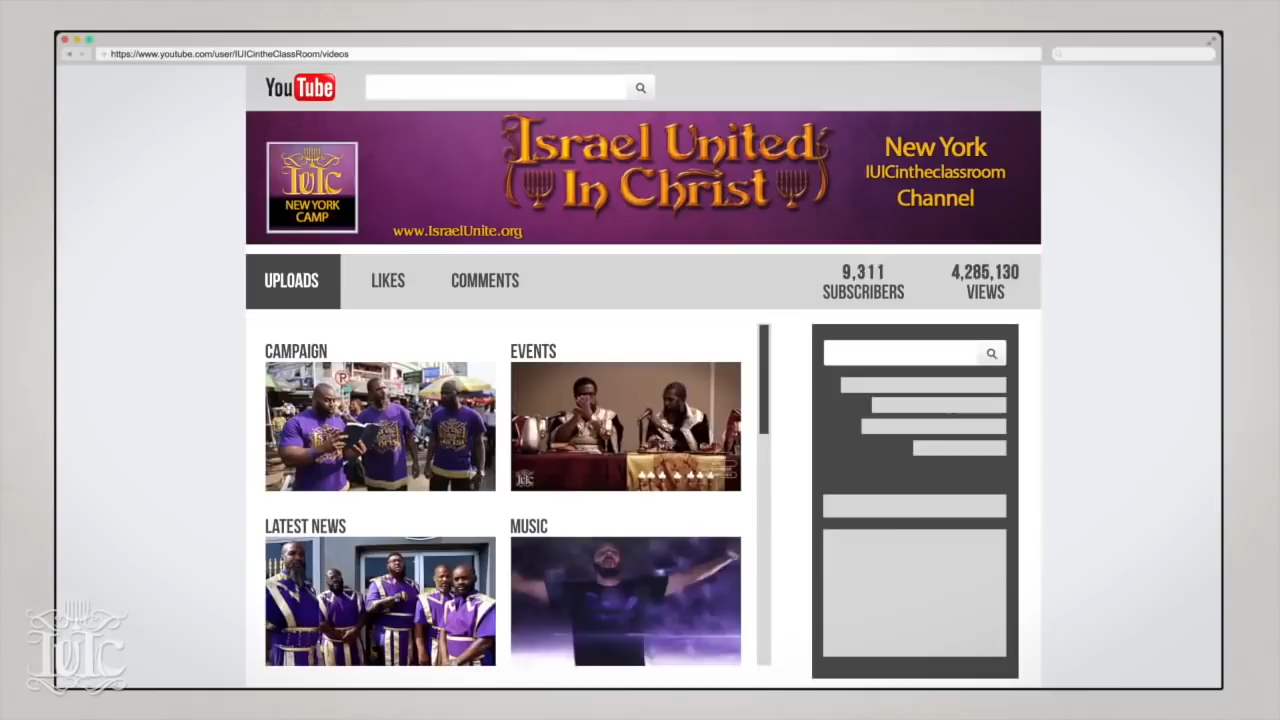 https://www.youtube.com/user/IUICintheClassRoom/videos
YouTube
Israel United
In Christ
IUIC
NEW YORK
CAMP
www.IsraelUnite.org
New York
IUICintheclassroom
Channel
UPLOADS
LIKES
COMMENTS
9,311
SUBSCRIBERS
4,285,130
VIEWS
CAMPAIGN
EVENTS
LATEST NEWS
MUSIC
IUIC